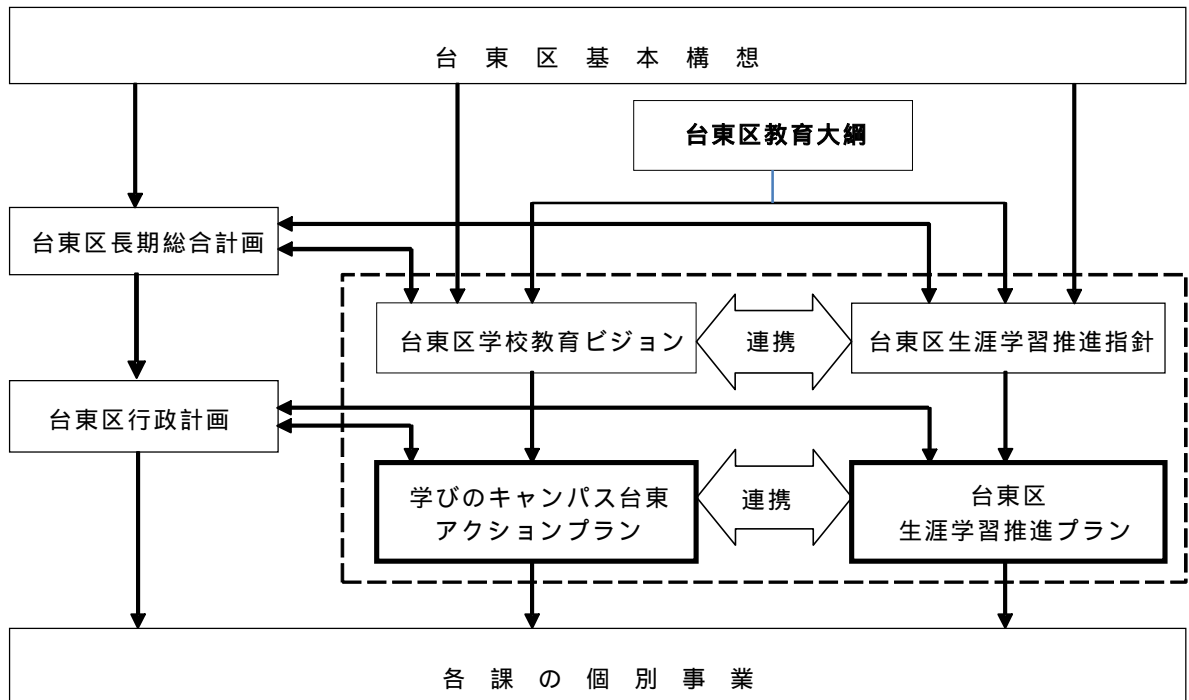 台東区基本構想
台東区教育大綱
台東区長期総合計画
台東区学校教育ビジョン
連携
台東区生涯学習推進指針
台東区行政計画
学びのキャンパス台東
アクションプラン
連携
台東区
生涯学習推進プラン
各課の個別事業